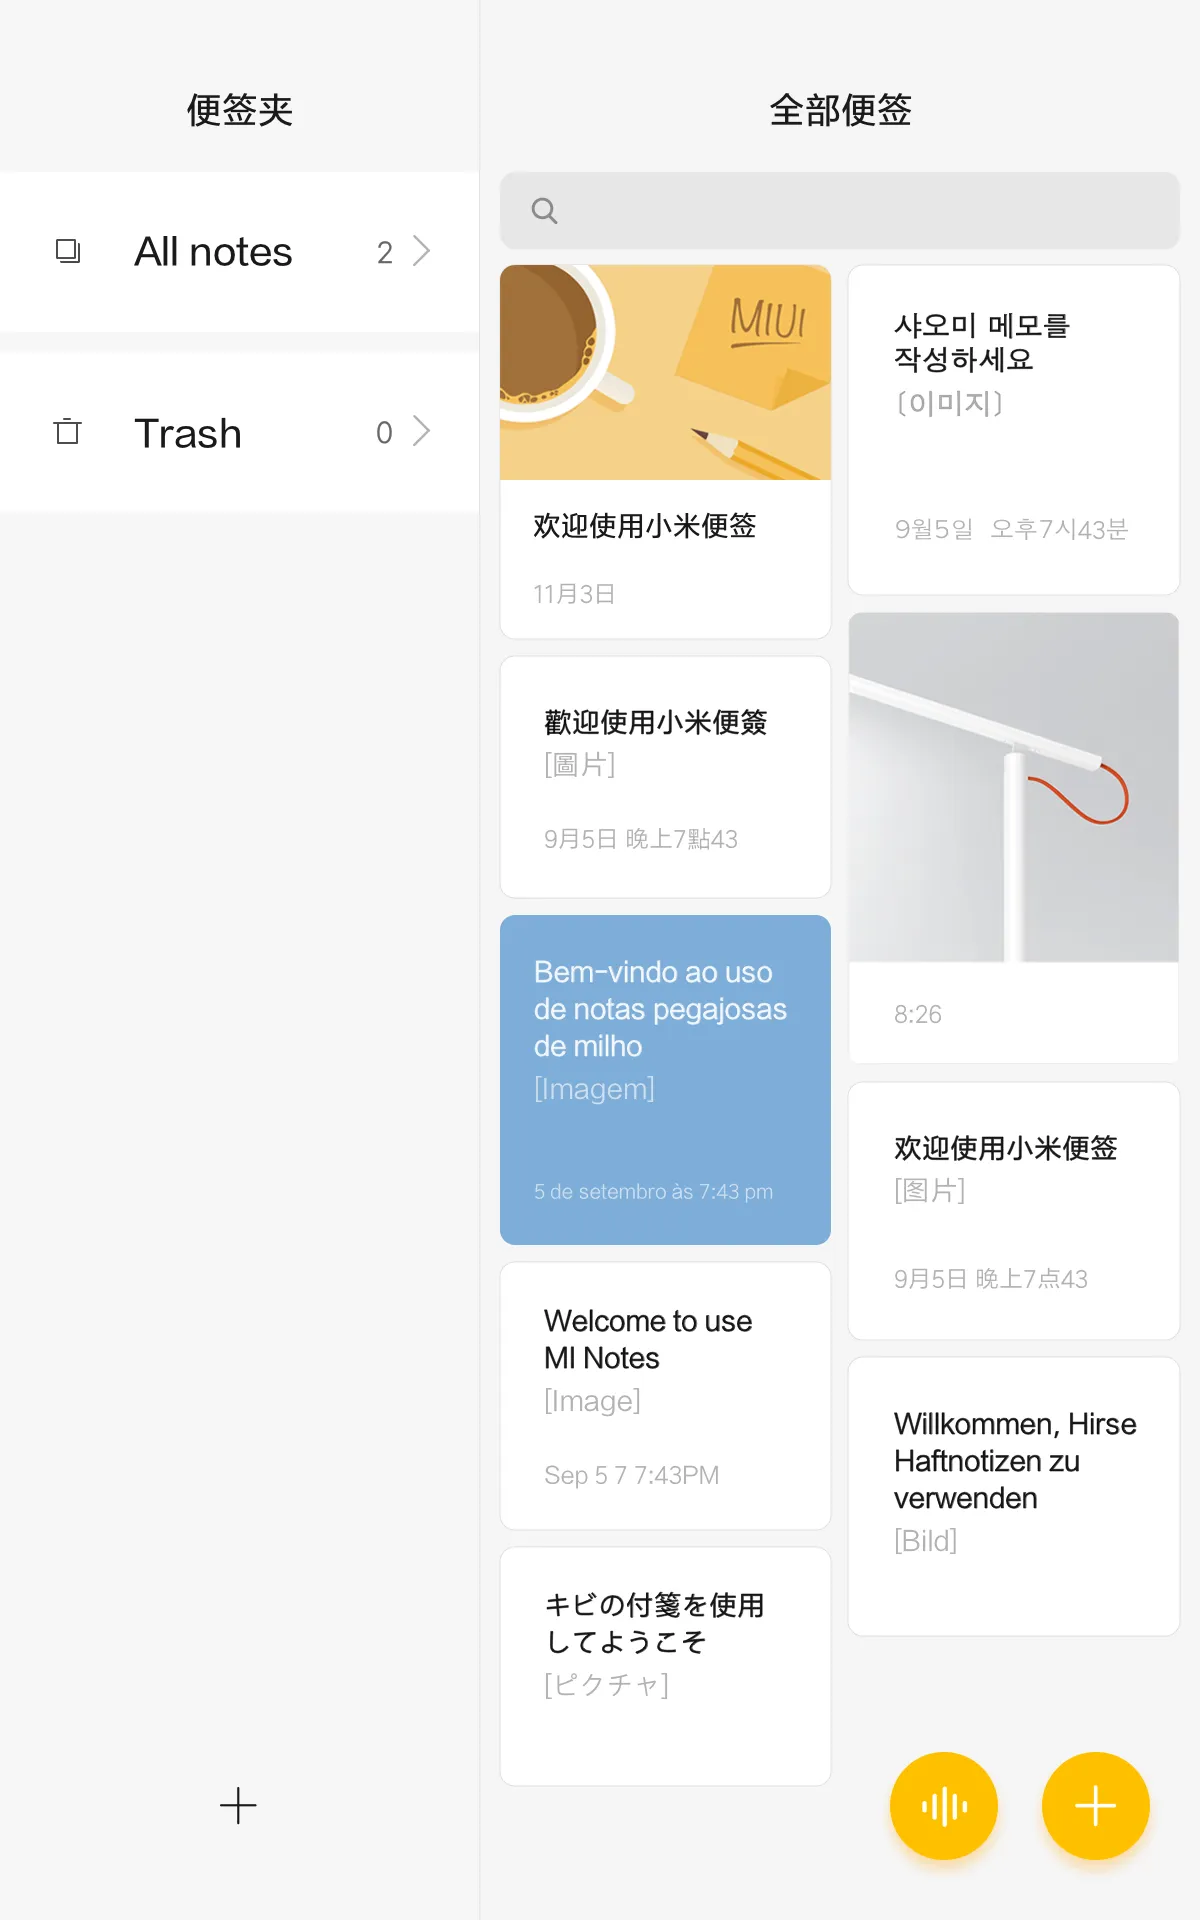 便签夹
All notes 2
Trash 0
全部便签
MIUI
欢迎使用小米便签
11月3日
歡迎使用小米便簽
[圖片]
9月5日 晚上7點43
Bem-vindo ao uso
de notas pegajosas
de milho
[Imagem]
5 de setembro às 7:43 pm
Welcome to use
MI Notes
[Image]
Sep 5 7 7:43PM
キビの付箋を使用
してようこそ
[ピクチャ]
샤오미 메모를
작성하세요
〔이미지〕
9월5일 오후7시43분
8:26
欢迎使用小米便签
[图片]
9月5日 晚上7点43
Willkommen, Hirse
Haftnotizen zu
verwenden
[Bild]